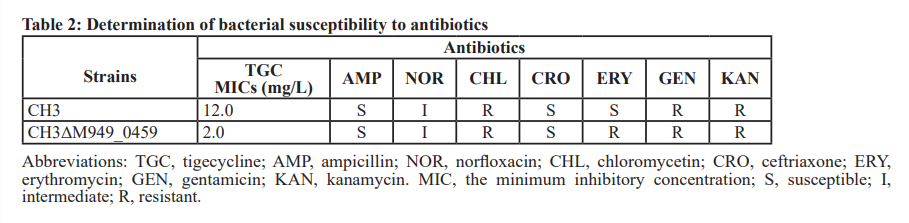 Table 2: Determination of bacterial susceptibility to antibiotics
Strains
Antibiotics
TGC MICs (mg/L) AMP NOR CHL CRO ERY GEN KAN
CH3 12.0 S I R S S R R
CH3ΔM949_0459 2.0 S I R S R R R
Abbreviations: TGC, tigecycline; AMP, ampicillin; NOR, norfloxacin; CHL, chloromycetin; CRO, ceftriaxone; ERY,
erythromycin; GEN, gentamicin; KAN, kanamycin. MIC, the minimum inhibitory concentration; S, susceptible; I,
intermediate; R, resistant.